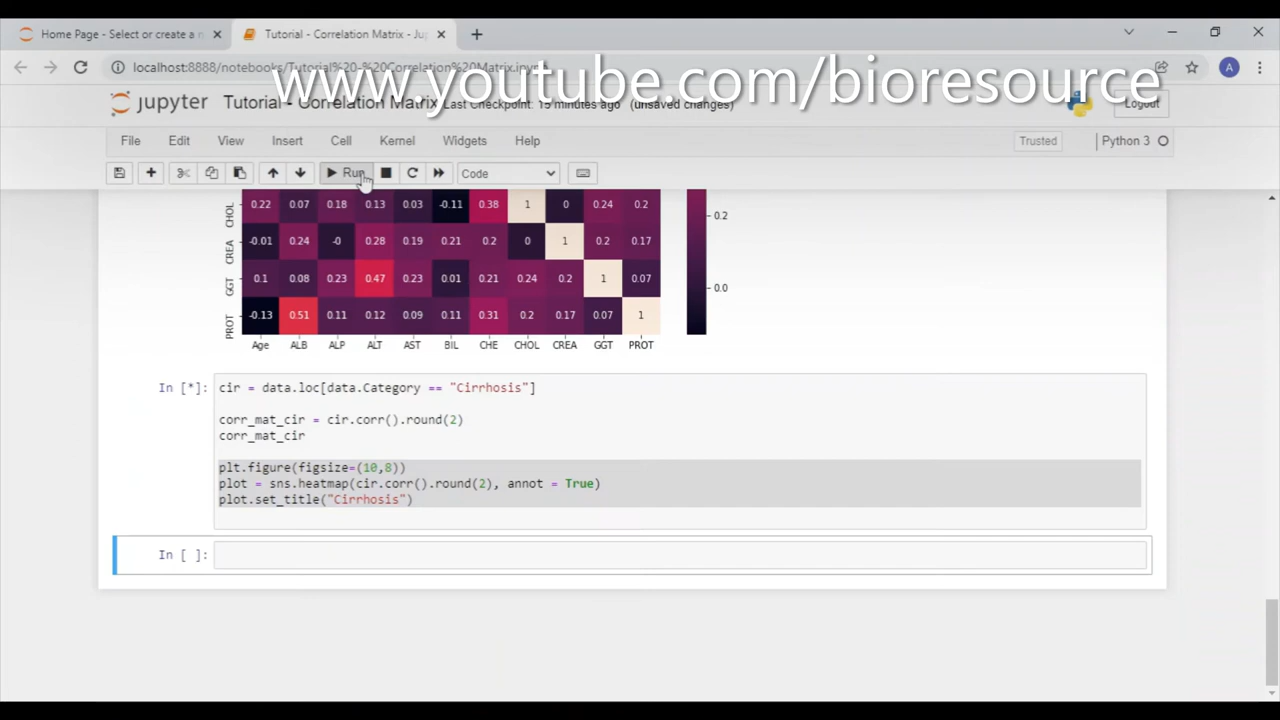 Home Page - Select or create a n
Tutorial - Correlation Matrix - Jup
localhost:8888/notebooks/Tutorial%20-%20Correlation%20Matrix.ipynb
www.youtube.com/bioresource
A
jupyter Tutorial - Correlation Matrix Last Checkpoint: 15 minutes ago (unsaved changes) Logout
File Edit View Insert Cell Kernel Widgets Help Trusted Python 3
Run Code
CHOL 0.22 0.07 0.18 0.13 0.03 -0.11 0.38 1 0 0.24 0.2 0.2
CREA -0.01 0.24 -0 0.28 0.19 0.21 0.2 0 1 0.2 0.17
GGT 0.1 0.08 0.23 0.47 0.23 0.01 0.21 0.24 0.2 1 0.07 0.0
PROT -0.13 0.51 0.11 0.12 0.09 0.11 0.31 0.2 0.17 0.07 1
Age ALB ALP ALT AST BIL CHE CHOL CREA GGT PROT
In [*]: cir = data.loc[data.Category == "Cirrhosis"]
corr_mat_cir = cir.corr().round(2)
corr_mat_cir
plt.figure(figsize=(10,8))
plot = sns.heatmap(cir.corr().round(2), annot = True)
plot.set_title("Cirrhosis")
In [ ]: